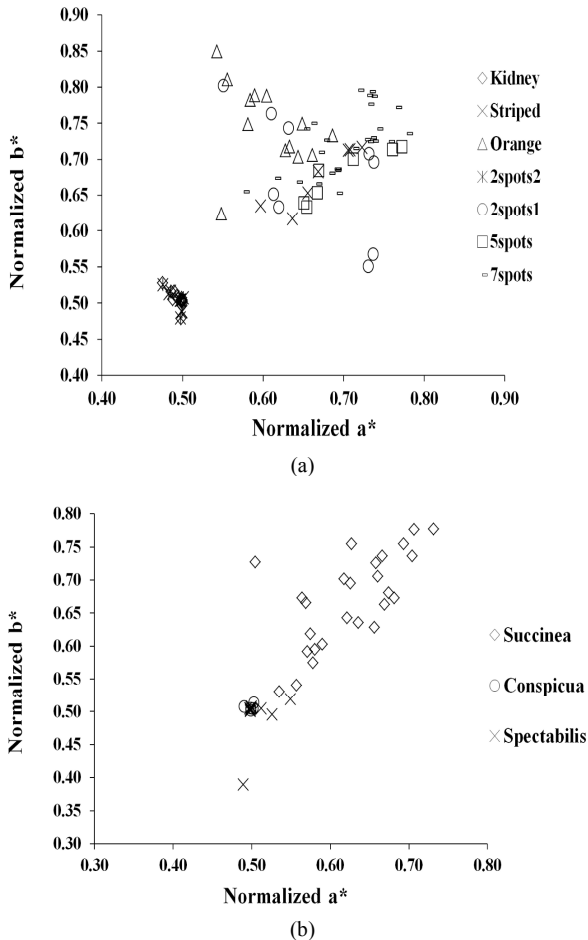 0.90
0.85
0.80
0.75
0.70
0.65
0.60
0.55
0.50
0.45
0.40
Normalized b*
0.40 0.50 0.60 0.70 0.80 0.90
Normalized a*
Kidney
Striped
Orange
2spots2
2spots1
5spots
7spots
(a)
0.80
0.75
0.70
0.65
0.60
0.55
0.50
0.45
0.40
0.35
0.30
Normalized b*
0.30 0.40 0.50 0.60 0.70 0.80
Normalized a*
Succinea
Conspicua
Spectabilis
(b)